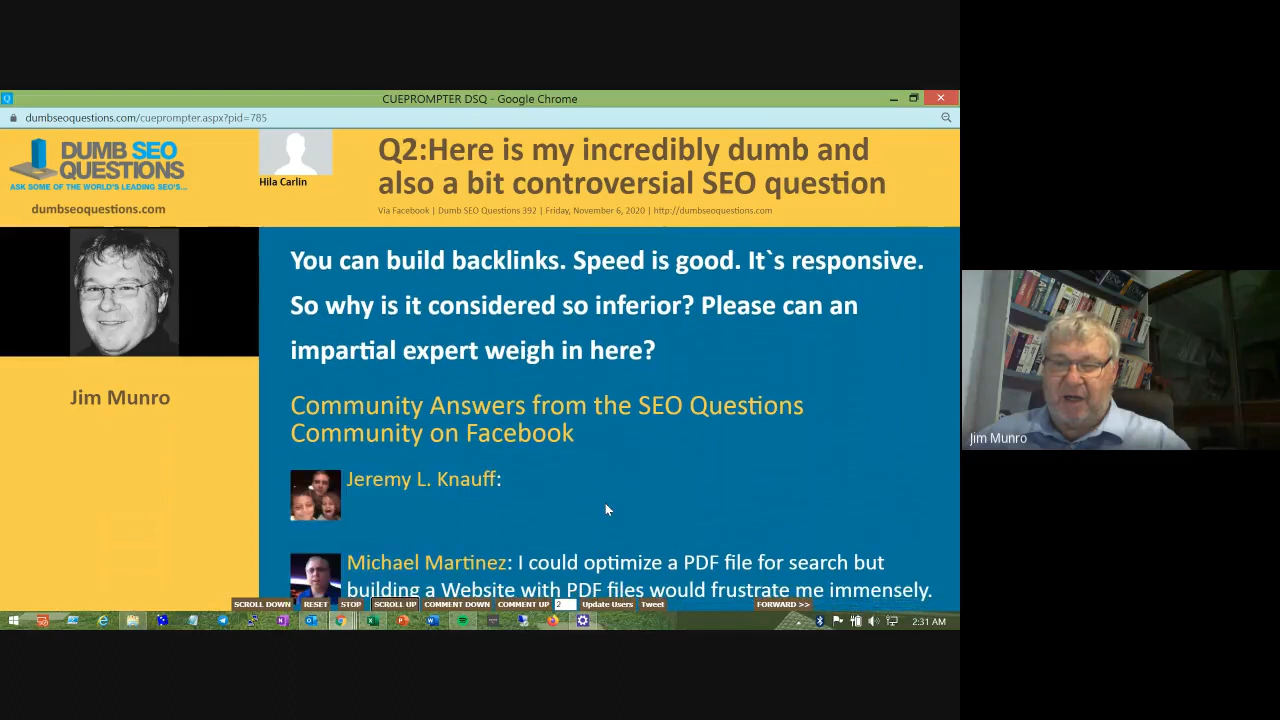 CUEPROMPTER DSQ - Google Chrome
dumbseoquestions.com/cueprompter.aspx?pid=785
DUMB SEO
QUESTIONS
ASK SOME OF THE WORLD'S LEADING SEO'S...
dumbseoquestions.com
Hila Carlin
Q2:Here is my incredibly dumb and
also a bit controversial SEO question
Via Facebook | Dumb SEO Questions 392 | Friday, November 6, 2020 | http://dumbseoquestions.com
Jim Munro
You can build backlinks. Speed is good. It`s responsive.
So why is it considered so inferior? Please can an
impartial expert weigh in here?
Community Answers from the SEO Questions
Community on Facebook
Jeremy L. Knauff:
Michael Martinez: I could optimize a PDF file for search but
building a Website with PDF files would frustrate me immensely.
SCROLL DOWN RESET STOP SCROLL UP COMMENT DOWN COMMENT UP 2 Update Users Tweet FORWARD >>
2:31 AM
Jim Munro